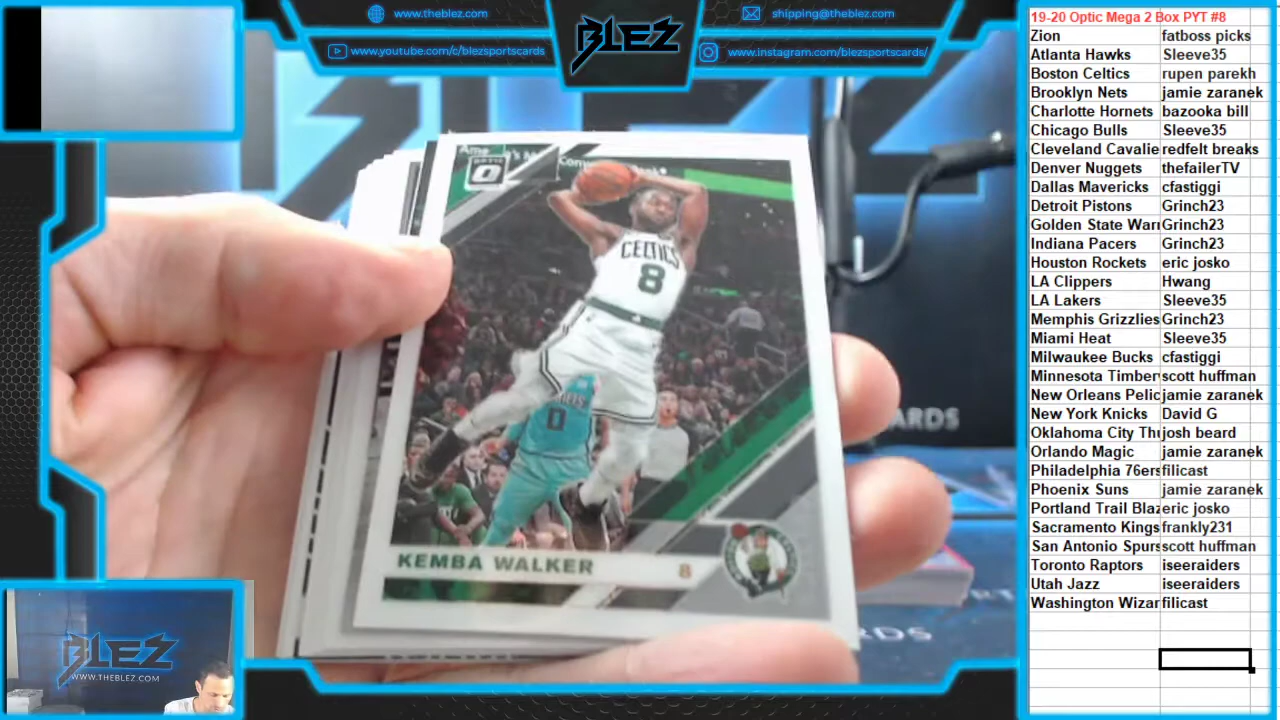 www.theblez.com
shipping@theblez.com
BLEZ
www.youtube.com/c/blezsportscards
www.instagram.com/blezsportscards/
19-20 Optic Mega 2 Box PYT #8
Zion fatboss picks
Atlanta Hawks Sleeve35
Boston Celtics rupen parekh
Brooklyn Nets jamie zaranek
Charlotte Hornets bazooka bill
Chicago Bulls Sleeve35
Cleveland Cavalie redfelt breaks
Denver Nuggets thefailerTV
Dallas Mavericks cfastiggi
Detroit Pistons Grinch23
Golden State Warr Grinch23
Indiana Pacers Grinch23
Houston Rockets eric josko
LA Clippers Hwang
LA Lakers Sleeve35
Memphis Grizzlies Grinch23
Miami Heat Sleeve35
Milwaukee Bucks cfastiggi
Minnesota Timber scott huffman
New Orleans Pelic jamie zaranek
New York Knicks David G
Oklahoma City Thu josh beard
Orlando Magic jamie zaranek
Philadelphia 76ers filicast
Phoenix Suns jamie zaranek
Portland Trail Blaz eric josko
Sacramento Kings frankly231
San Antonio Spurs scott huffman
Toronto Raptors iseeraiders
Utah Jazz iseeraiders
Washington Wizar filicast
OPTIC
CELTICS
8
0
KEMBA WALKER 8
ARDS
BLEZ
WWW.THEBLEZ.COM